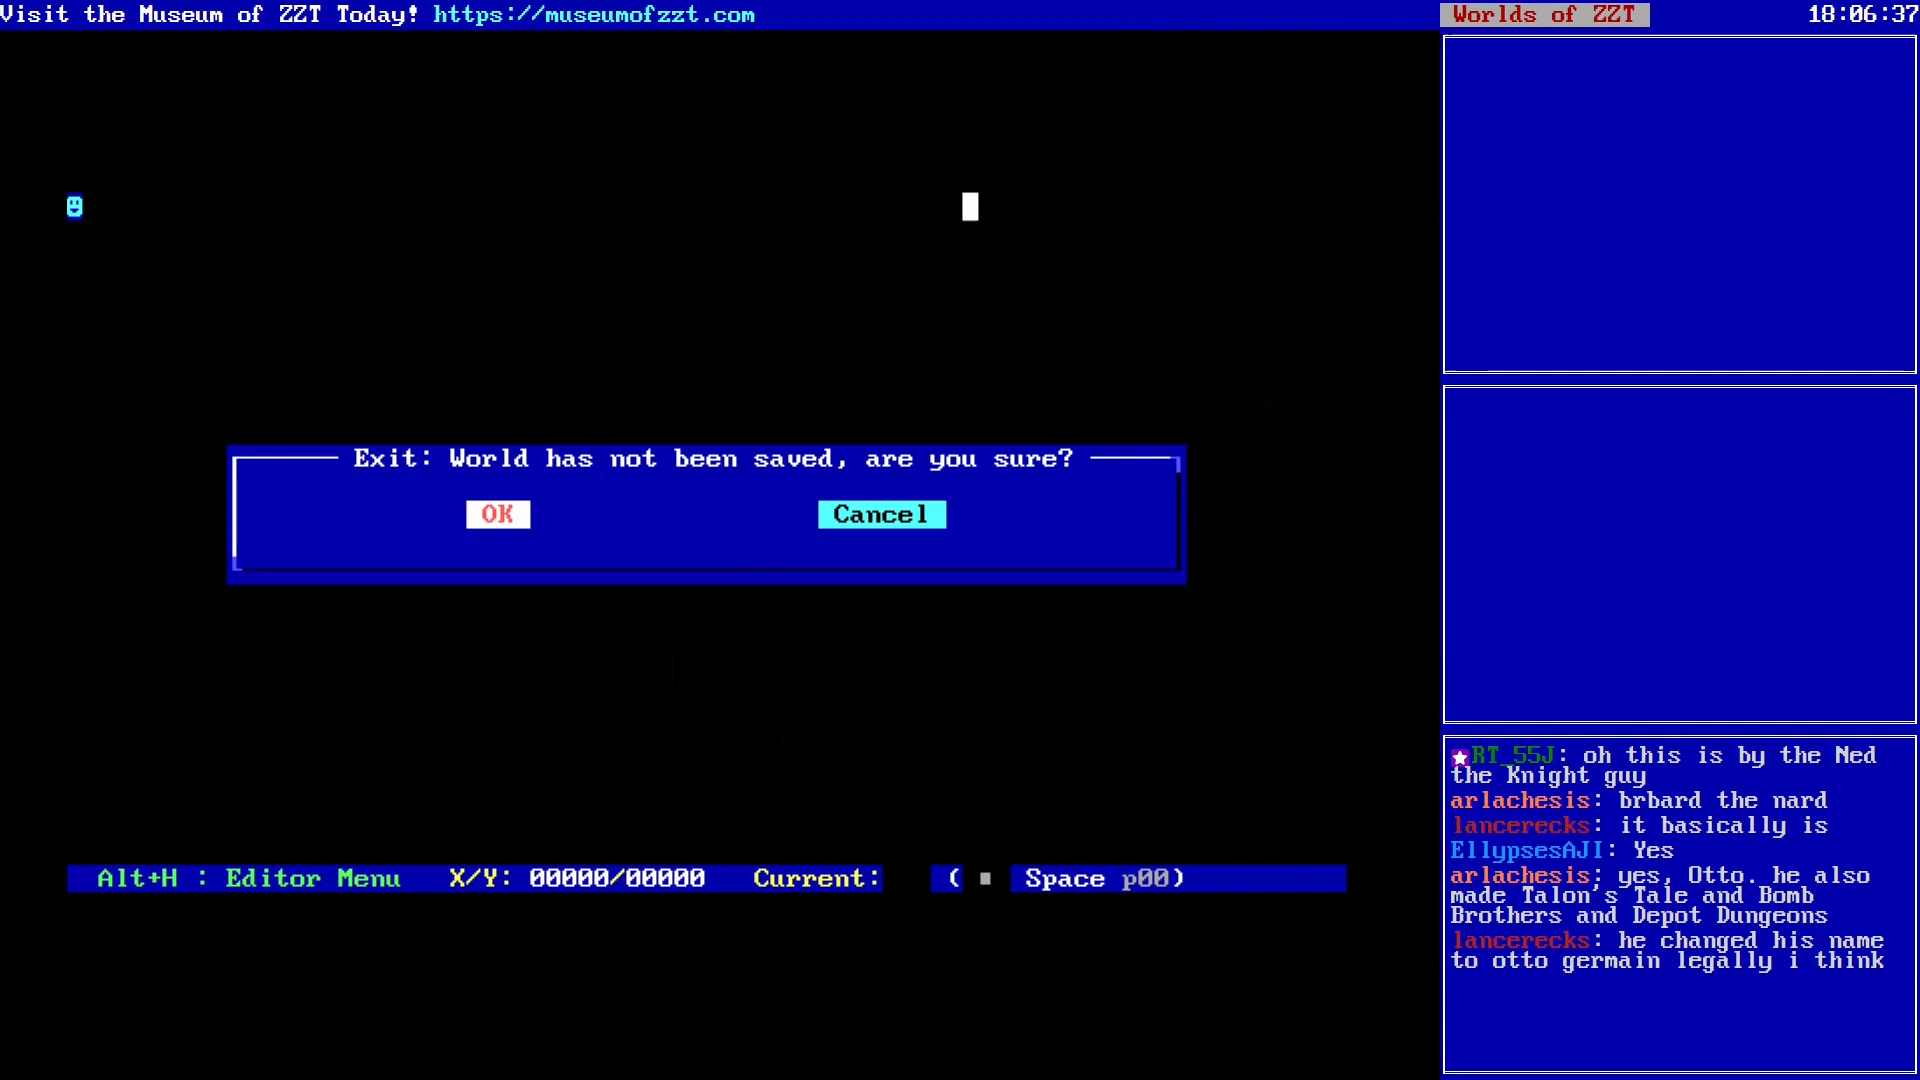 Visit the Museum of ZZT Today! https://museumofzzt.com
Worlds of ZZT
18:06:37
Exit: World has not been saved, are you sure?
OK Cancel
Alt+H : Editor Menu X/Y: 00000/00000 Current: ( ■ Space p00)
RT_55J: oh this is by the Ned
the Knight guy
arlachesis: brbard the nard
lancerecks: it basically is
EllypsesAJI: Yes
arlachesis: yes, Otto. he also
made Talon's Tale and Bomb
Brothers and Depot Dungeons
lancerecks: he changed his name
to otto germain legally i think